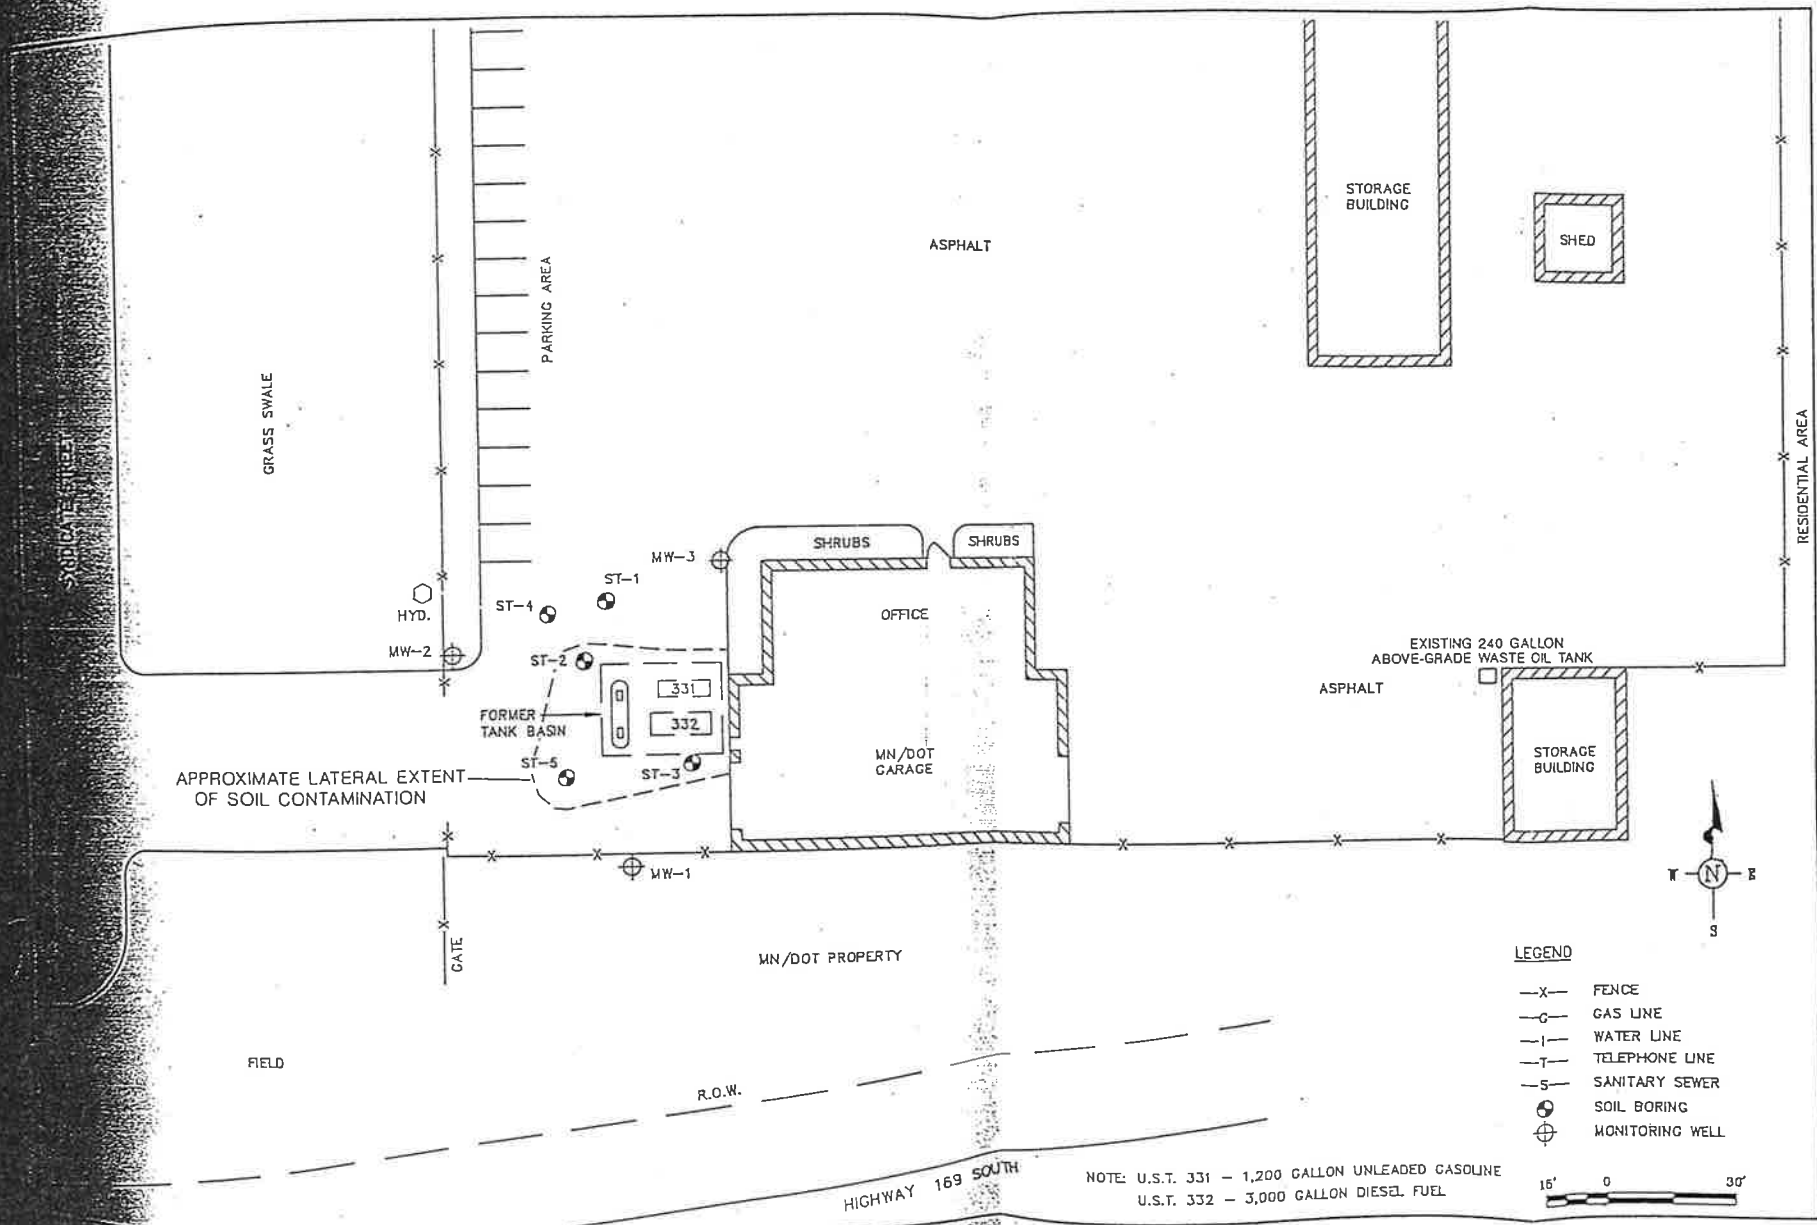 STORAGE
BUILDING
SHED
ASPHALT
PARKING AREA
GRASS SWALE
SYNDICATE STREET
RESIDENTIAL AREA
SHRUBS
SHRUBS
MW-3
ST-1
ST-4
HYD.
OFFICE
MW-2
ST-2
EXISTING 240 GALLON
ABOVE-GRADE WASTE OIL TANK
ASPHALT
331
332
FORMER
TANK BASIN
MN/DOT
GARAGE
STORAGE
BUILDING
ST-5
ST-3
APPROXIMATE LATERAL EXTENT
OF SOIL CONTAMINATION
MW-1
W N E
S
GATE
MN/DOT PROPERTY
FIELD
R.O.W.
HIGHWAY 169 SOUTH
LEGEND
—X— FENCE
—G— GAS LINE
—I— WATER LINE
—T— TELEPHONE LINE
—S— SANITARY SEWER
SOIL BORING
MONITORING WELL
NOTE: U.S.T. 331 - 1,200 GALLON UNLEADED GASOLINE
U.S.T. 332 - 3,000 GALLON DIESEL FUEL
15' 0 30'